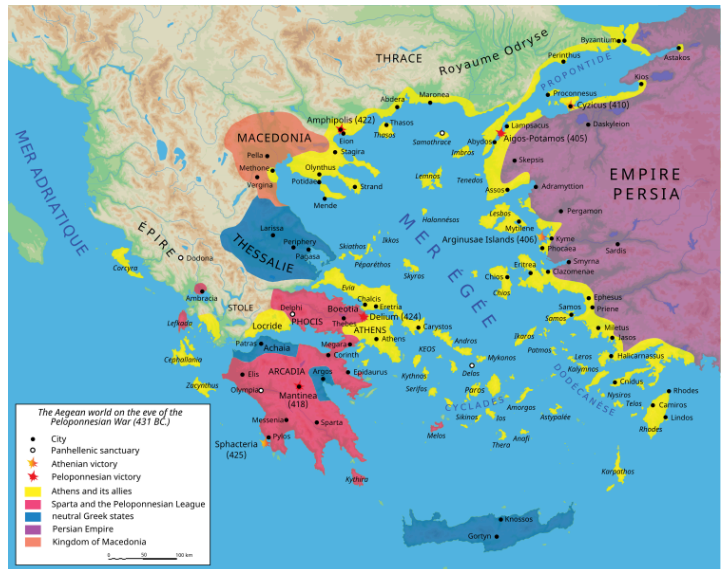 Byzantium
THRACE
Royaume Odryse
Perinthus
Astakos
PROPONTIDE
Kios
Proconnesus
Maronea
Abdera
Cyzicus (410)
Amphipolis (422)
Thasos
Thasos
Eion
Lampsacus
Daskyleion
MACEDONIA
Samothrace
Abydos
Aigos-Potamos (405)
Stagira
Imbros
Pella
Skepsis
Methone
Olynthus
Lemnos
Tenedos
EMPIRE
PERSIA
Vergina
Potidae
Strand
Assos
Adramyttion
Mende
MER ADRIATIQUE
Lesbos
Pergamon
Halonnésos
Mytilene
MER ÉGÉE
Larissa
ÉPIRE
THESSALIE
Periphery
Pagasa
Ikkos
Skiathos
Arginusae Islands (406)
Kyme
Phocaea
Sardis
Dodona
Péparéthos
Skyros
Eritrea
Smyrna
Corcyra
Chios
Clazomenae
Chios
Evia
Ambracia
STOLE
Delphi
Chalcis
Eretria
Boeotia
Ephesus
Lefkada
PHOCIS
Thebes
Delium (424)
Samos
Priene
Locride
ATHENS
Carystos
Samos
Miletus
Patras
Achaia
Megara
Athens
Andros
Ikaros
Iasos
Cephallame
Corinth
KEOS
Mykonos
Patmos
Leros
Halicarnassus
ARCADIA
Argos
Epidaurus
Kythnos
Delos
Kalymnos
Zacynthus
Elis
Olympia
Mantinea
(418)
Serifos
Paros
DODECANESE
Cnidus
Rhodes
CYCLADES
Amorgos
Nysiros
Telos
Camiros
Messenia
Sparta
Sikinos
Ios
Astypalée
Lindos
Pylos
Melos
Rhodes
Sphacteria
(425)
Thera
Anafi
Karpathos
Kythira
Knossos
Gortyn
The Aegean world on the eve of the
Peloponnesian War (431 BC.)
City
Panhellenic sanctuary
Athenian victory
Peloponnesian victory
Athens and its allies
Sparta and the Peloponnesian League
neutral Greek states
Persian Empire
Kingdom of Macedonia
0 50 100 km